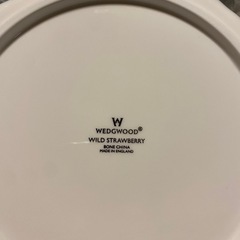 W
WEDGWOOD®
WILD STRAWBERRY
BONE CHINA
MADE IN ENGLAND